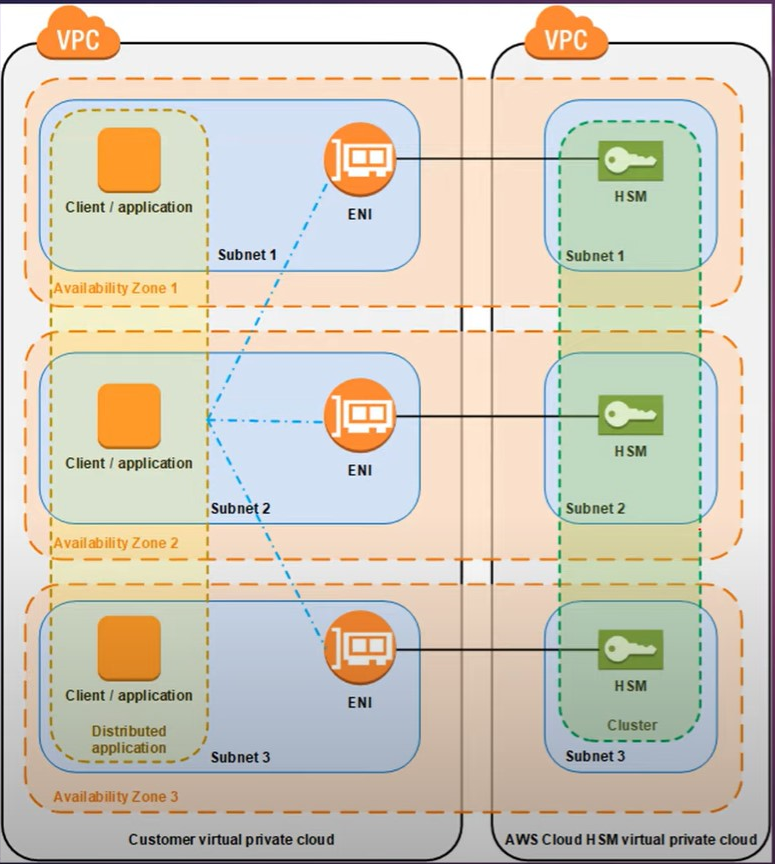 VPC
VPC
Client / application
ENI
HSM
Subnet 1
Subnet 1
Availability Zone 1
Client / application
ENI
HSM
Subnet 2
Subnet 2
Availability Zone 2
Client / application
ENI
HSM
Distributed
application
Cluster
Subnet 3
Subnet 3
Availability Zone 3
Customer virtual private cloud
AWS Cloud HSM virtual private cloud